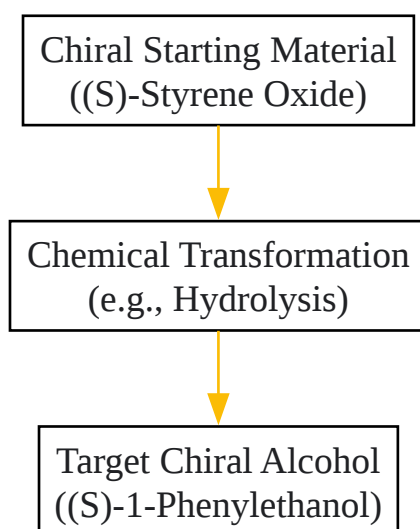 Chiral Starting Material
((S)-Styrene Oxide)
Chemical Transformation
(e.g., Hydrolysis)
Target Chiral Alcohol
((S)-1-Phenylethanol)